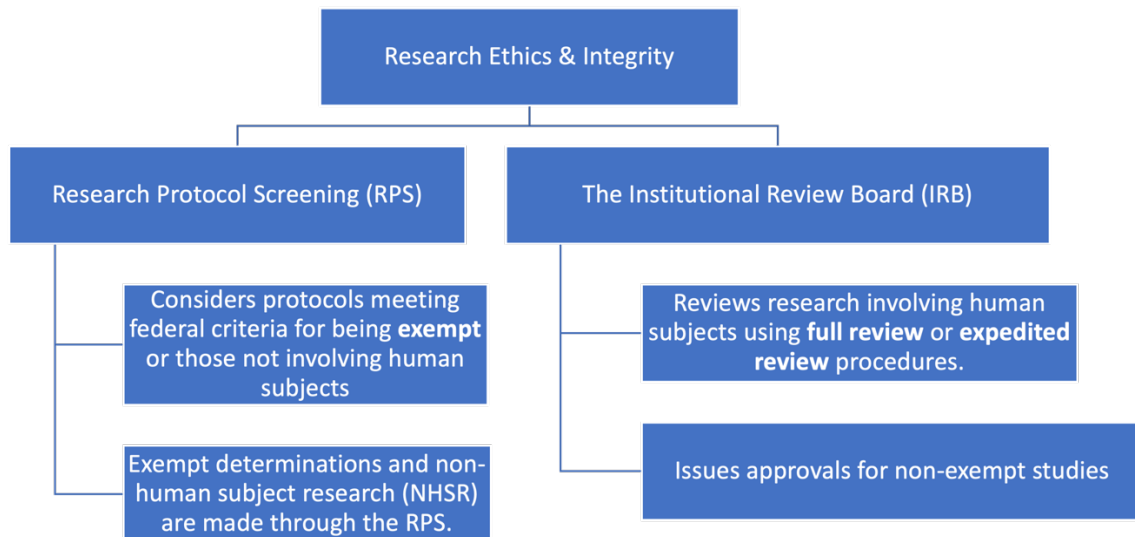 Research Ethics & Integrity
Research Protocol Screening (RPS)
The Institutional Review Board (IRB)
Considers protocols meeting
federal criteria for being exempt
or those not involving human
subjects
Exempt determinations and non-
human subject research (NHSR)
are made through the RPS.
Reviews research involving human
subjects using full review or expedited
review procedures.
Issues approvals for non-exempt studies